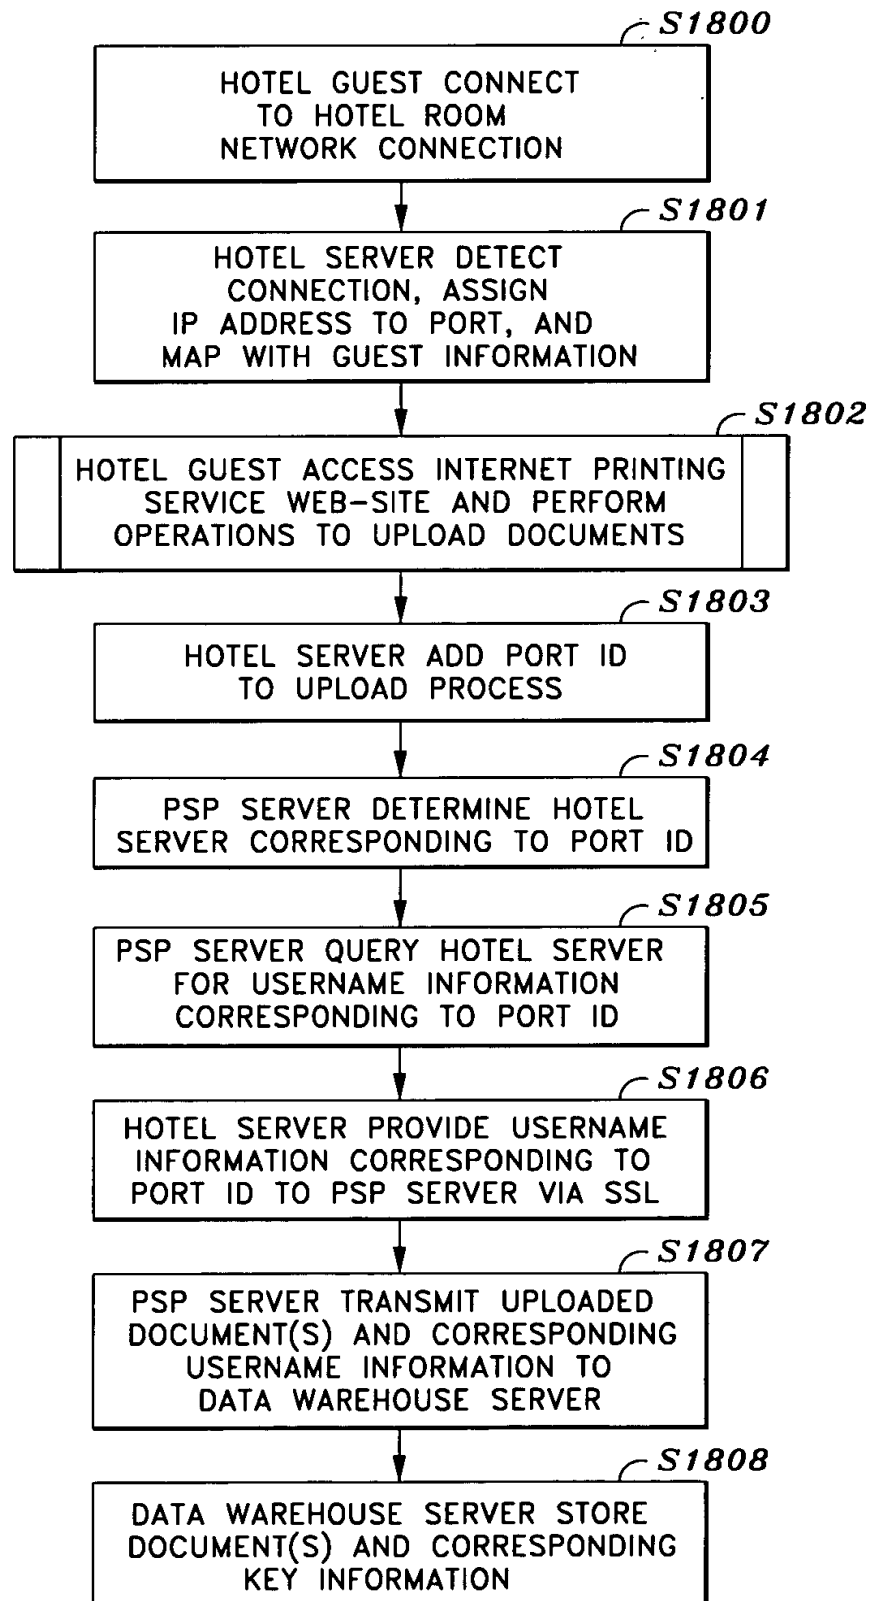 S1800
HOTEL GUEST CONNECT
TO HOTEL ROOM
NETWORK CONNECTION
S1801
HOTEL SERVER DETECT
CONNECTION, ASSIGN
IP ADDRESS TO PORT, AND
MAP WITH GUEST INFORMATION
S1802
HOTEL GUEST ACCESS INTERNET PRINTING
SERVICE WEB-SITE AND PERFORM
OPERATIONS TO UPLOAD DOCUMENTS
S1803
HOTEL SERVER ADD PORT ID
TO UPLOAD PROCESS
S1804
PSP SERVER DETERMINE HOTEL
SERVER CORRESPONDING TO PORT ID
S1805
PSP SERVER QUERY HOTEL SERVER
FOR USERNAME INFORMATION
CORRESPONDING TO PORT ID
S1806
HOTEL SERVER PROVIDE USERNAME
INFORMATION CORRESPONDING TO
PORT ID TO PSP SERVER VIA SSL
S1807
PSP SERVER TRANSMIT UPLOADED
DOCUMENT(S) AND CORRESPONDING
USERNAME INFORMATION TO
DATA WAREHOUSE SERVER
S1808
DATA WAREHOUSE SERVER STORE
DOCUMENT(S) AND CORRESPONDING
KEY INFORMATION